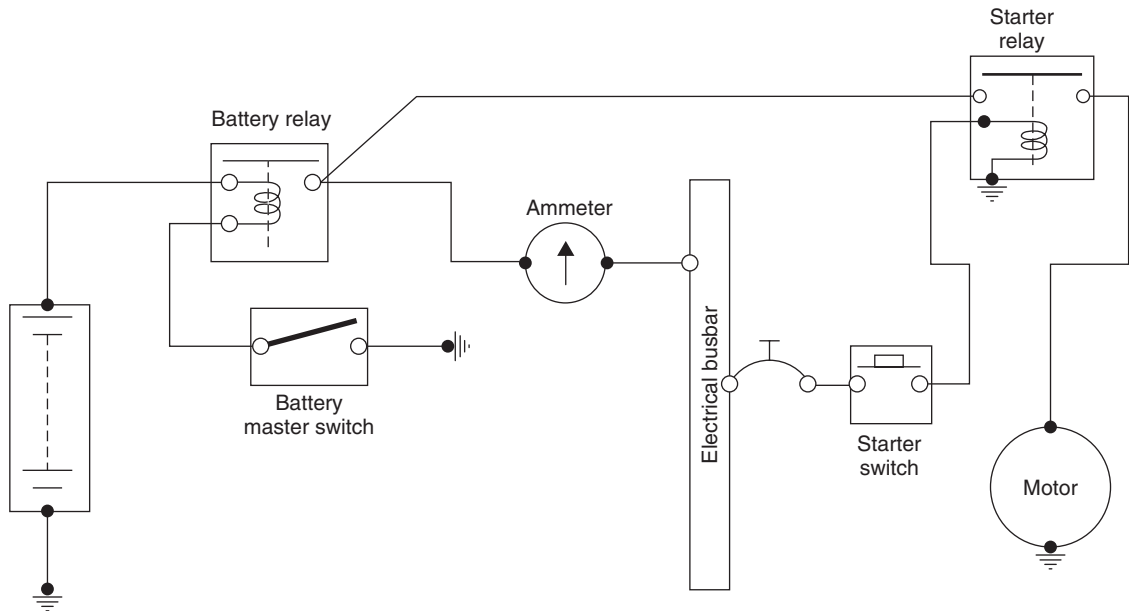 Starter
relay
Battery relay
Ammeter
Electrical busbar
Battery
master switch
Starter
switch
Motor